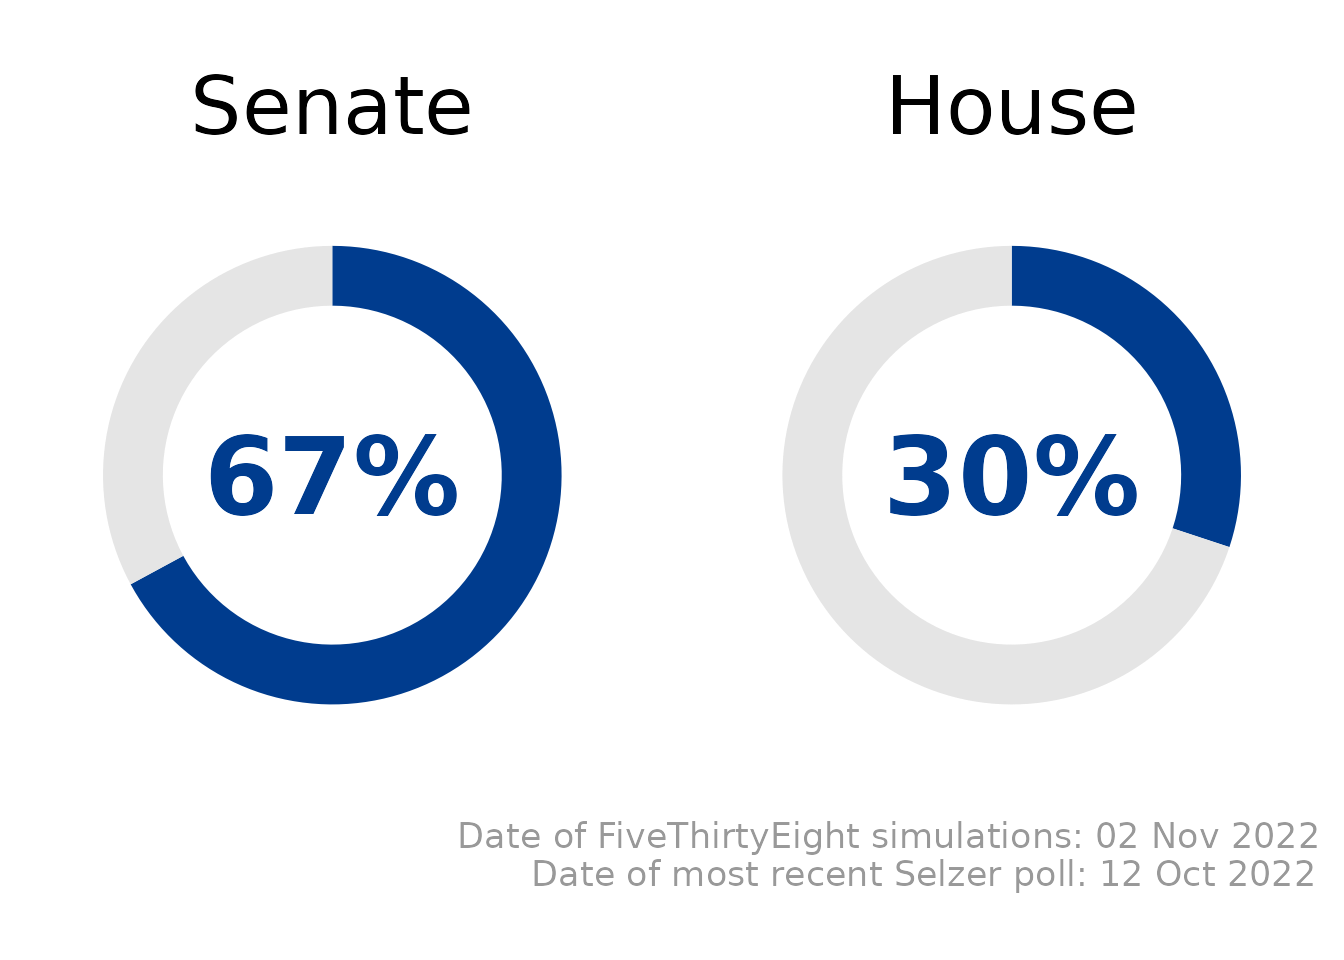 Senate
House
67%
30%
Date of FiveThirtyEight simulations: 02 Nov 2022
Date of most recent Selzer poll: 12 Oct 2022